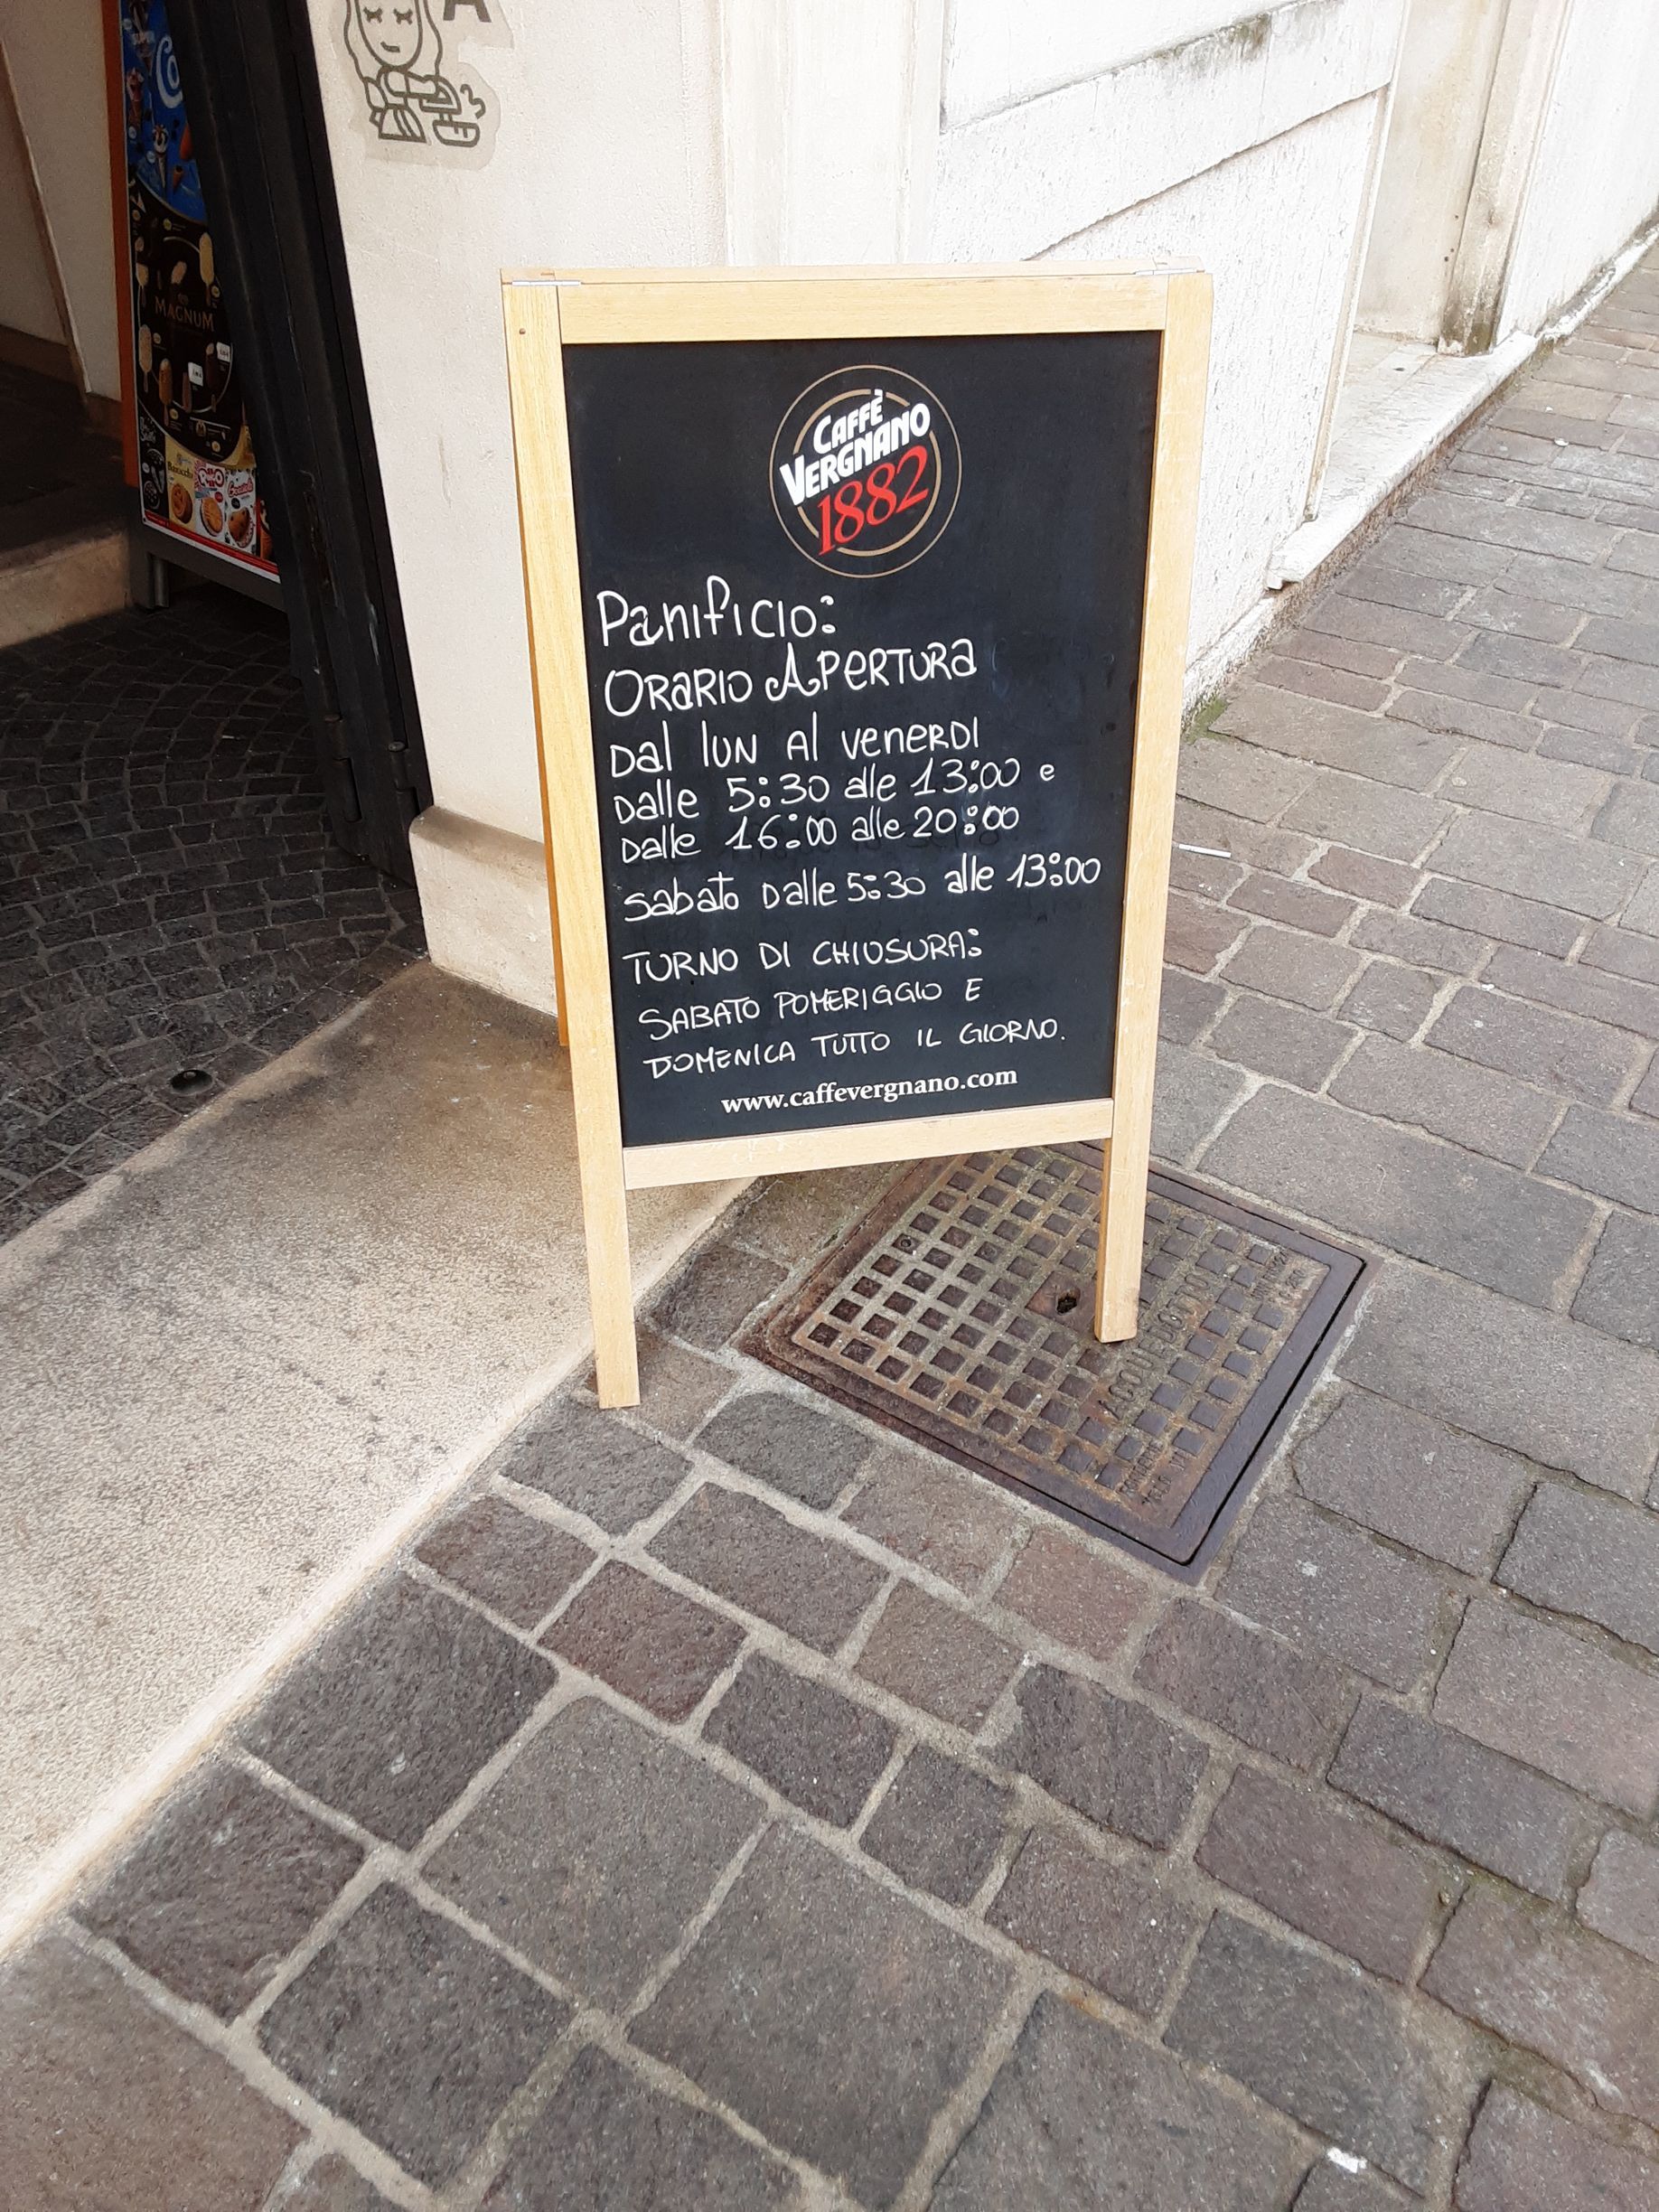 A
MAGNUM
CAFFÈ
VERGNANO
1882
Panificio:
ORARIO APERTURA
Dal lUN Al venerdi
Dalle 5:30 alle 13:00 e
Dalle 16:00 alle 20:00
sabato Dalle 5:30 alle 13:00
TURNO DI CHIUSURA:
SABATO POMERIGGIO E
DOMENICA TUTTO IL GIORNO.
www.caffevergnano.com